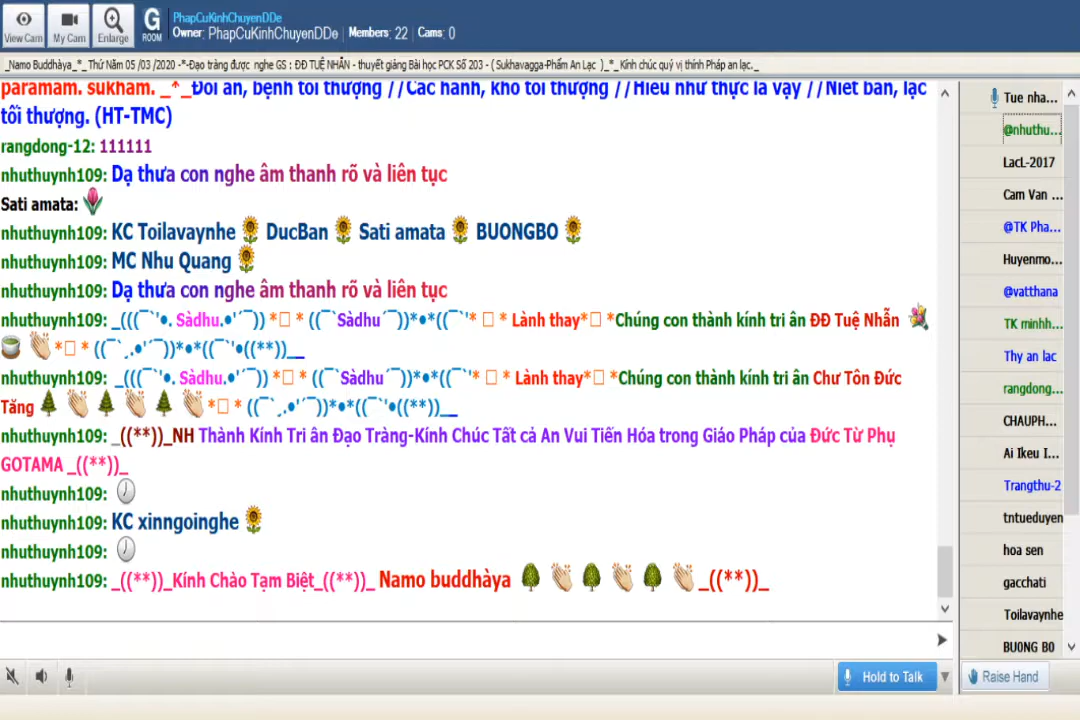 View Cam
My Cam
Enlarge
G
ROOM
PhapCuKinhChuyenDDe
Owner: PhapCuKinhChuyenDDe | Members: 22 | Cams: 0
_Namo Buddhàya_*_ Thứ Năm 05 /03 /2020 -*-Đạo tràng được nghe GS : ĐĐ TUỆ NHẪN - thuyết giảng Bài học PCK Số 203 - ( Sukhavagga-Phẩm An Lạc )_*_Kính chúc quý vị thính Pháp an lạc._
paramam. sukham. _*_Đói ăn, bệnh tối thượng //Các hành, khổ tối thượng //Hiểu như thực là vậy //Niết bàn, lạc
tối thượng. (HT-TMC)
rangdong-12: 111111
nhuthuynh109: Dạ thưa con nghe âm thanh rõ và liên tục
Sati amata:
nhuthuynh109: KC Toilavaynhe DucBan Sati amata BUONGBO
nhuthuynh109: MC Nhu Quang
nhuthuynh109: Dạ thưa con nghe âm thanh rõ và liên tục
nhuthuynh109: _(((¯`'•. Sàdhu.•'´¯)) *▯ * ((¯`Sàdhu´¯))*•*((¯`'* ▯ * Lành thay*▯ *Chúng con thành kính tri ân ĐĐ Tuệ Nhẫn
*▯ * ((¯`¸.•'´¯))*•*((¯`'•((**))__
nhuthuynh109: _(((¯`'•. Sàdhu.•'´¯)) *▯ * ((¯`Sàdhu´¯))*•*((¯`'* ▯ * Lành thay*▯ *Chúng con thành kính tri ân Chư Tôn Đức
Tăng *▯ * ((¯`¸.•'´¯))*•*((¯`'•((**))__
nhuthuynh109: _((**))_NH Thành Kính Tri ân Đạo Tràng-Kính Chúc Tất cả An Vui Tiến Hóa trong Giáo Pháp của Đức Từ Phụ
GOTAMA _((**))_
nhuthuynh109:
nhuthuynh109: KC xinngoinghe
nhuthuynh109:
nhuthuynh109: _((**))_Kính Chào Tạm Biệt_((**))_ Namo buddhàya _((**))_
Hold to Talk
Tue nha...
@nhuthu...
LacL-2017
Cam Van ...
@TK Pha...
Huyenmo...
@vatthana
TK minhh...
Thy an lac
rangdong...
CHAUPH...
Ai lkeu I...
Trangthu-2
tntueduyen
hoa sen
gacchati
Toilavaynhe
BUONG BO
Raise Hand